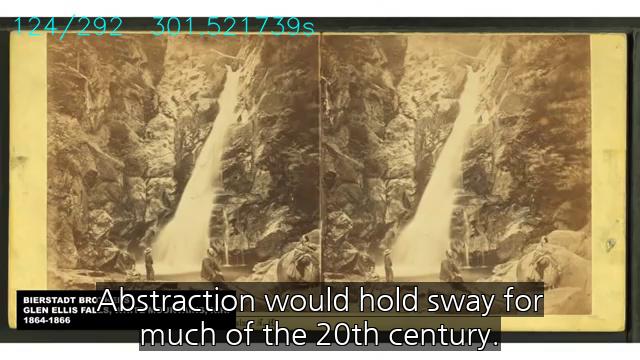 124/292 301.521739s
BIERSTADT BRO
GLEN ELLIS FALLS,
1864-1866
Abstraction would hold sway for
much of the 20th century.